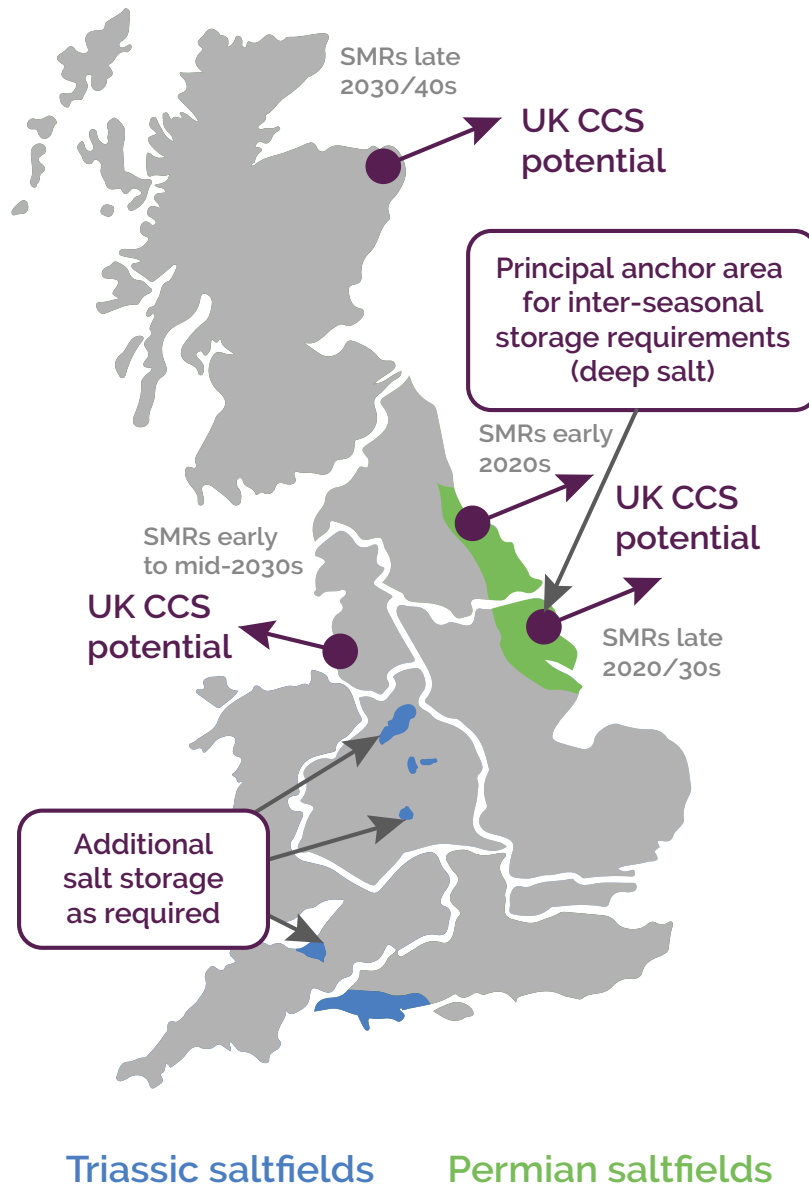 SMRs late
2030/40s
UK CCS
potential
Principal anchor area
for inter-seasonal
storage requirements
(deep salt)
SMRs early
2020s
UK CCS
potential
SMRs early
to mid-2030s
UK CCS
potential
SMRs late
2020/30s
Additional
salt storage
as required
Triassic saltfields
Permian saltfields